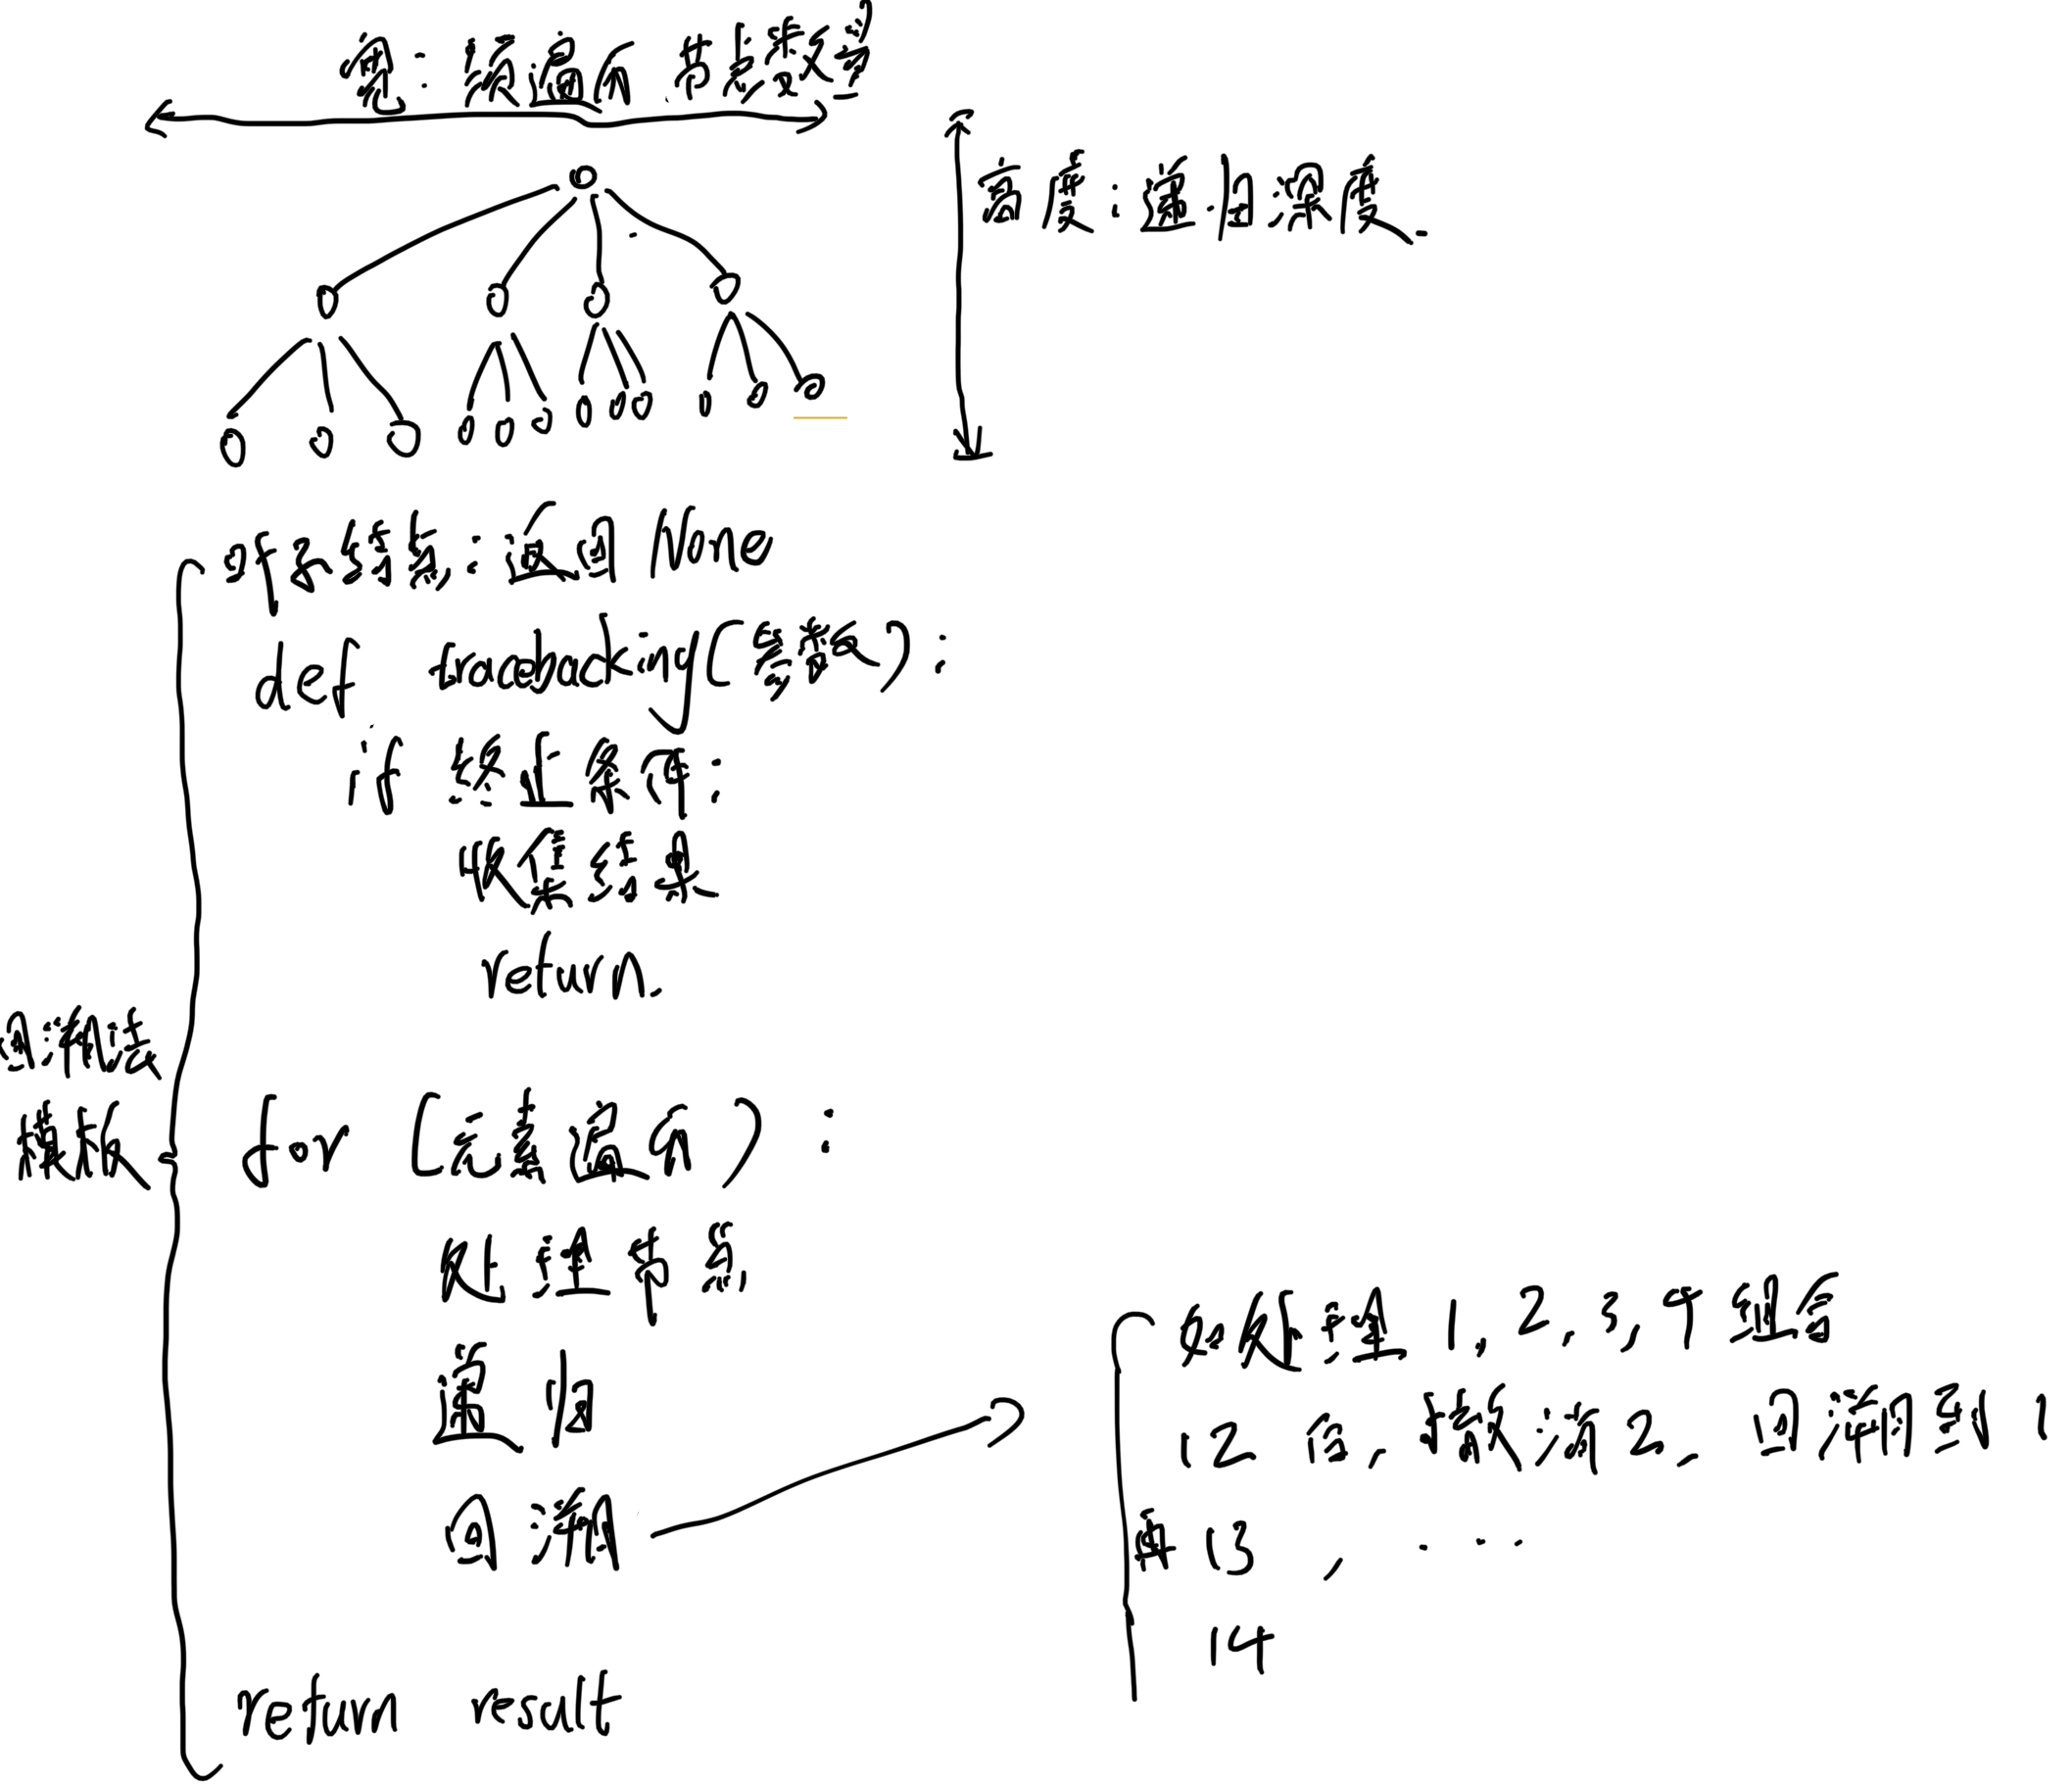 宽：须遍历节点数量
高度：递归深度.
叶子结点：返回 None
def tracebacking(参数)：
if 终止条件：
收集结果
return.
回溯法
模板
for (元素遍历)：
处理节点
递归
回溯
如处理 1, 2, 3, 4 组合
12 后, 撤消2, 回溯到 1
再 13 , ...
14
return result